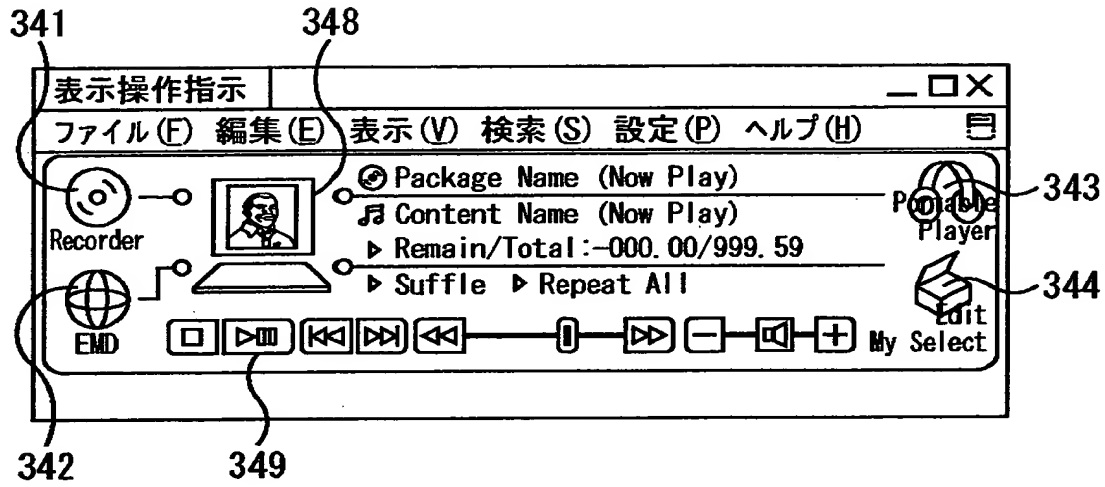 341
348
表示操作指示
ファイル(F) 編集(E) 表示(V) 検索(S) 設定(P) ヘルプ(H)
Recorder
Package Name (Now Play)
Content Name (Now Play)
Remain/Total:-000.00/999.59
Suffle Repeat All
Portable
Player
343
344
EMD
Edit
My Select
342
349